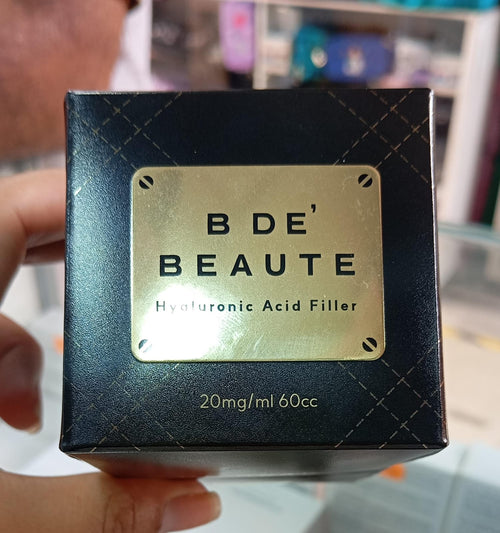 B DE'
BEAUTE
Hyaluronic Acid Filler
20mg/ml 60cc